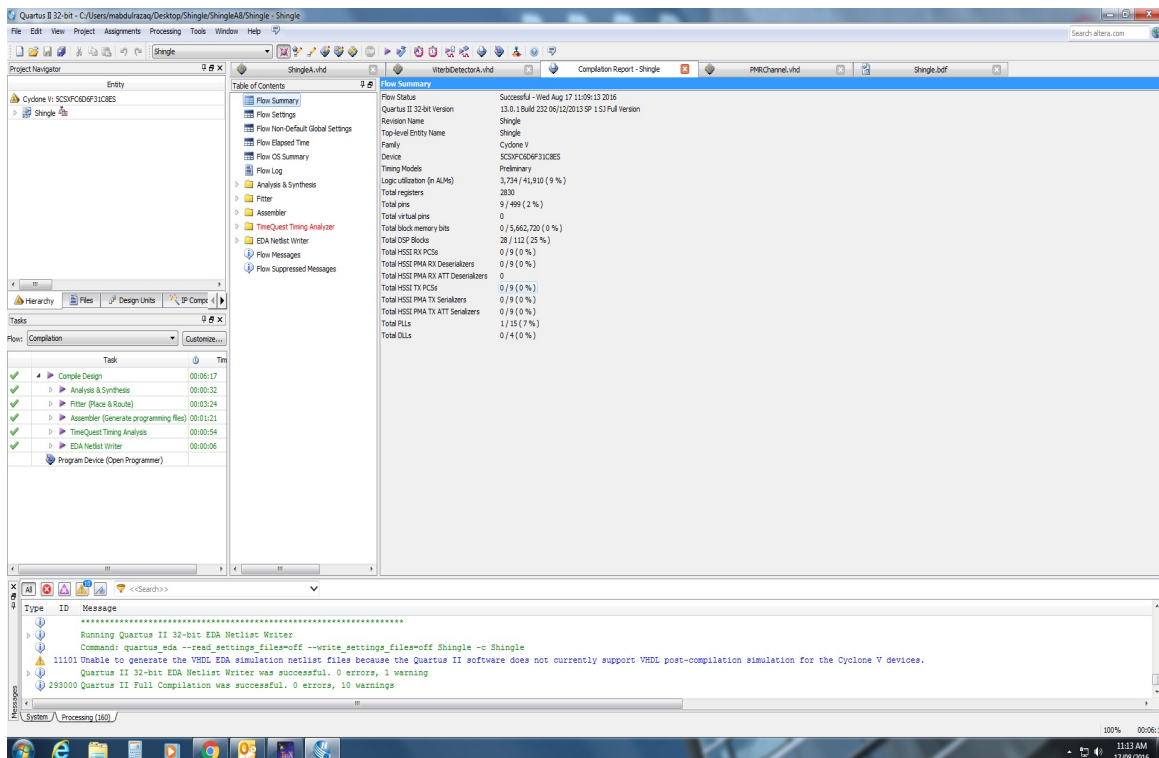 Quartus II 32-bit - C:/Users/mabdulrazaq/Desktop/Shingle/ShingleA8/Shingle - Shingle
File Edit View Project Assignments Processing Tools Window Help
Search altera.com
Shingle
Project Navigator
Entity
Cyclone V: 5CSXFC6D6F31C8ES
Shingle
Hierarchy Files Design Units IP Compc
Tasks
Flow: Compilation Customize...
Task Tim
Compile Design 00:06:17
Analysis & Synthesis 00:00:32
Fitter (Place & Route) 00:03:24
Assembler (Generate programming files) 00:01:21
TimeQuest Timing Analysis 00:00:54
EDA Netlist Writer 00:00:06
Program Device (Open Programmer)
ShingleA.vhd ViterbiDetectorA.vhd Compilation Report - Shingle PMRChannel.vhd Shingle.bdf
Table of Contents
Flow Summary
Flow Settings
Flow Non-Default Global Settings
Flow Elapsed Time
Flow OS Summary
Flow Log
Analysis & Synthesis
Fitter
Assembler
TimeQuest Timing Analyzer
EDA Netlist Writer
Flow Messages
Flow Suppressed Messages
Flow Summary
Flow Status Successful - Wed Aug 17 11:09:13 2016
Quartus II 32-bit Version 13.0.1 Build 232 06/12/2013 SP 1 SJ Full Version
Revision Name Shingle
Top-level Entity Name Shingle
Family Cyclone V
Device 5CSXFC6D6F31C8ES
Timing Models Preliminary
Logic utilization (in ALMs) 3,734 / 41,910 ( 9 % )
Total registers 2830
Total pins 9 / 499 ( 2 % )
Total virtual pins 0
Total block memory bits 0 / 5,662,720 ( 0 % )
Total DSP Blocks 28 / 112 ( 25 % )
Total HSSI RX PCSs 0 / 9 ( 0 % )
Total HSSI PMA RX Deserializers 0 / 9 ( 0 % )
Total HSSI PMA RX ATT Deserializers 0
Total HSSI TX PCSs 0 / 9 ( 0 % )
Total HSSI PMA TX Serializers 0 / 9 ( 0 % )
Total HSSI PMA TX ATT Serializers 0 / 9 ( 0 % )
Total PLLs 1 / 15 ( 7 % )
Total DLLs 0 / 4 ( 0 % )
All <<Search>>
Type ID Message
*******************************************************************
Running Quartus II 32-bit EDA Netlist Writer
Command: quartus_eda --read_settings_files=off --write_settings_files=off Shingle -c Shingle
11101 Unable to generate the VHDL EDA simulation netlist files because the Quartus II software does not currently support VHDL post-compilation simulation for the Cyclone V devices.
Quartus II 32-bit EDA Netlist Writer was successful. 0 errors, 1 warning
293000 Quartus II Full Compilation was successful. 0 errors, 10 warnings
Messages
System Processing (160)
100% 00:06:
11:13 AM
17/08/2016